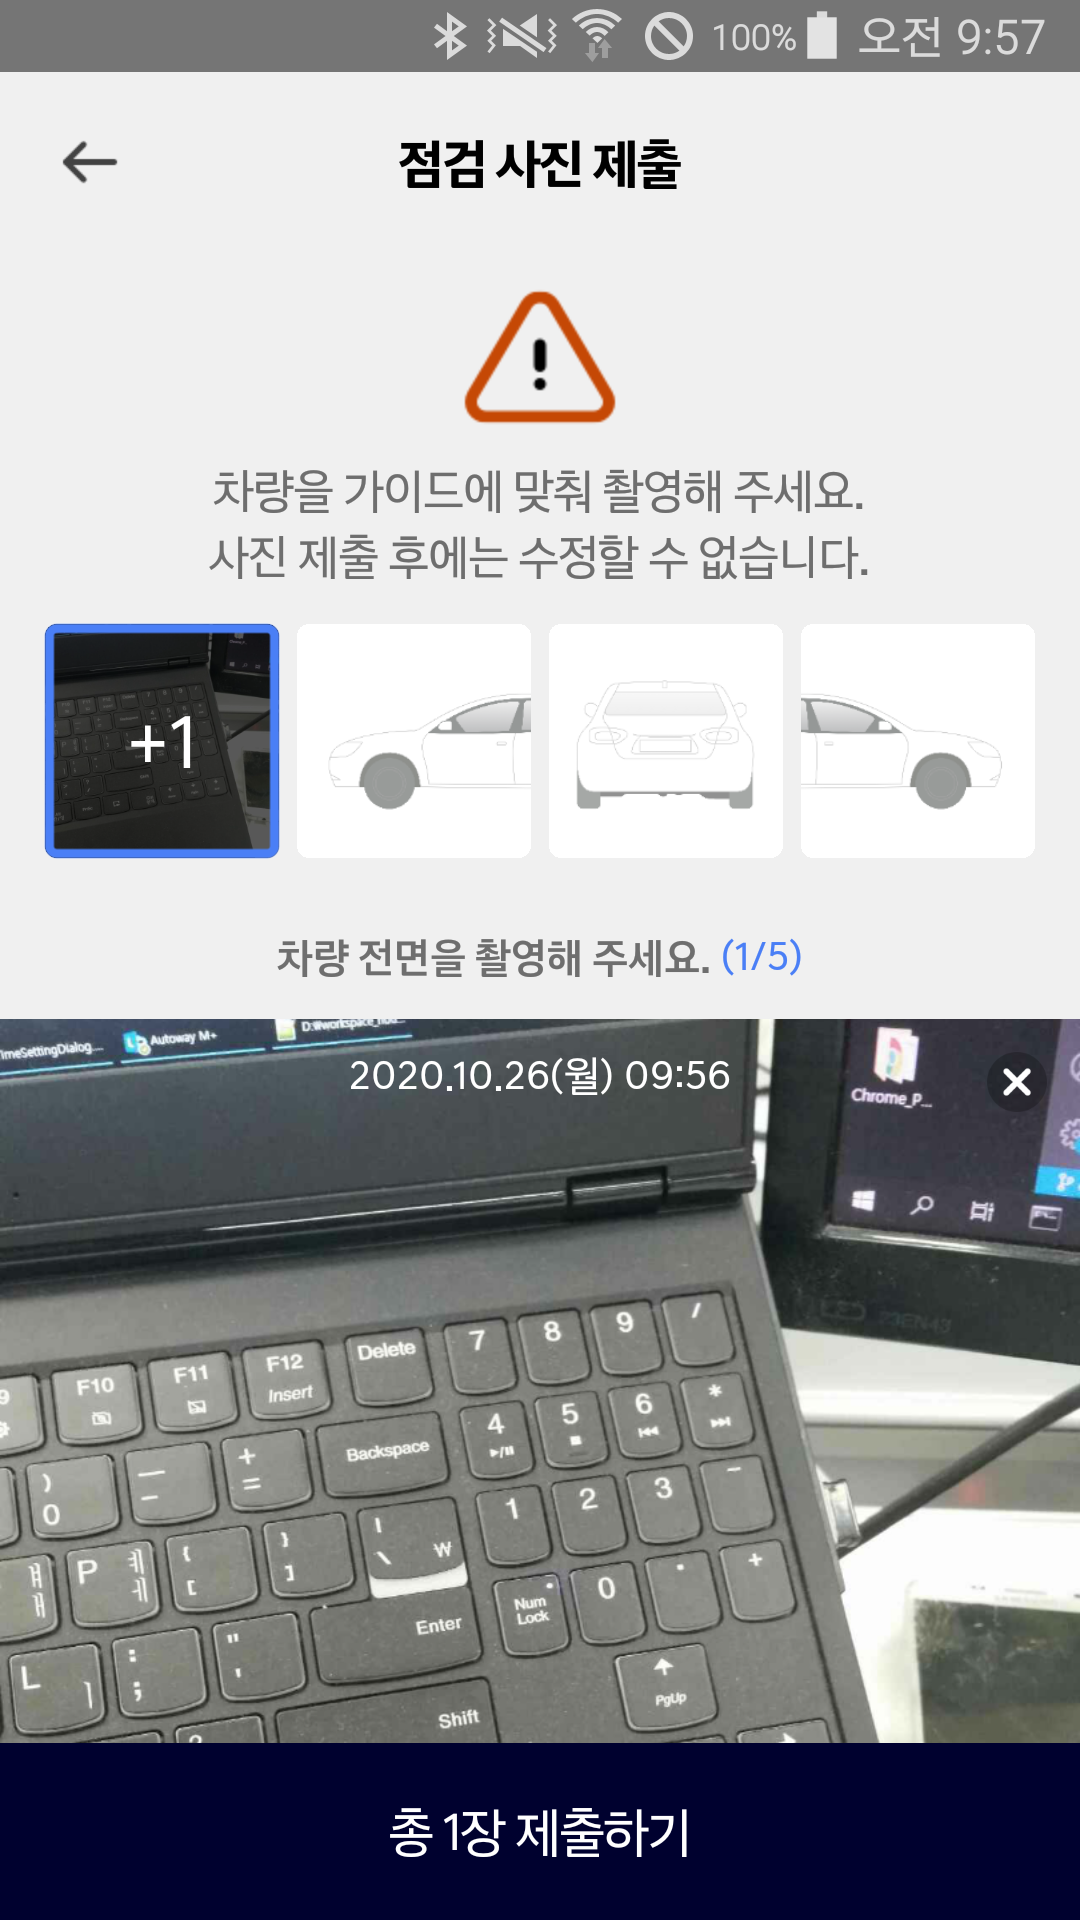 100% 오전 9:57
점검 사진 제출
차량을 가이드에 맞춰 촬영해 주세요.
사진 제출 후에는 수정할 수 없습니다.
+1
차량 전면을 촬영해 주세요. (1/5)
imeSettingDialog... Autoway M+
2020.10.26(월) 09:56
Chrome_P...
23EN43
9 F10 F11 F12 Insert Delete 7 8 9 /
) 0 — - + = Backspace 4 5 6 *
P ㅖ ㅔ { [ } ] | \ ₩ 1 2 3 -
L ㅣ : ; " ' Enter Num Lock 0 . +
Shift PgUp
총 1장 제출하기